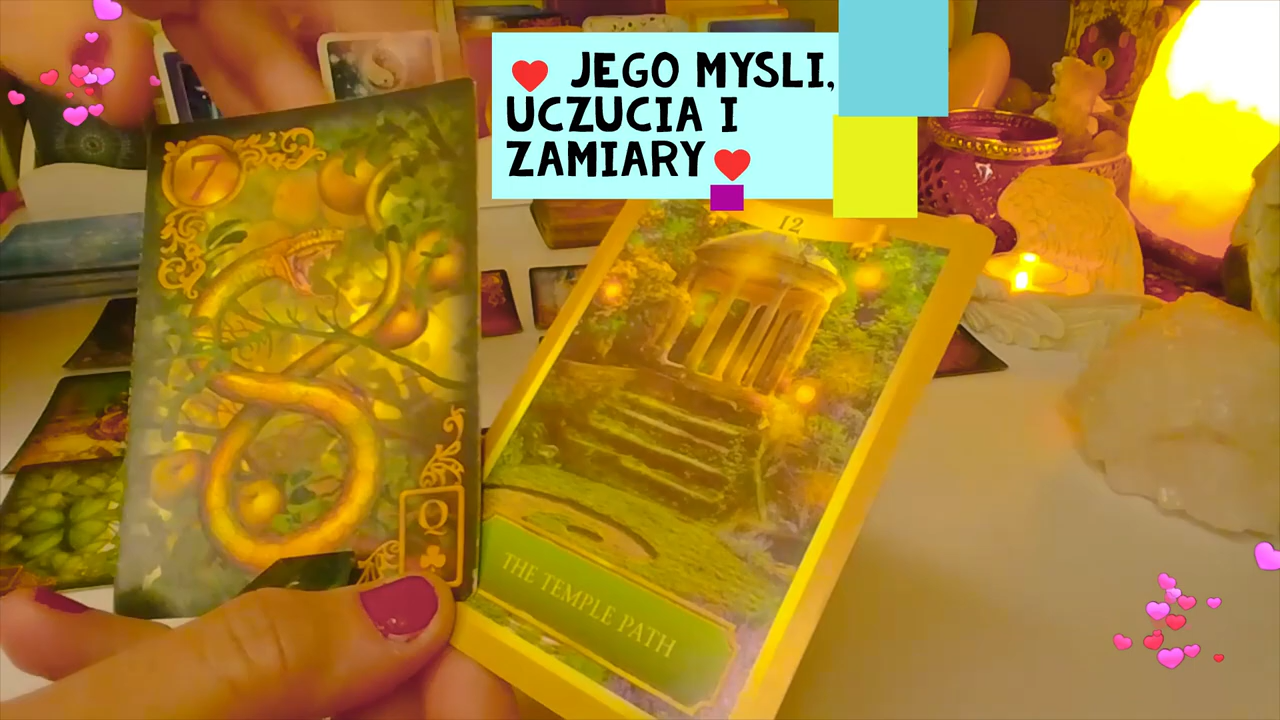 JEGO MYSLI,
UCZUCIA I
ZAMIARY
7
12
Q
THE TEMPLE PATH